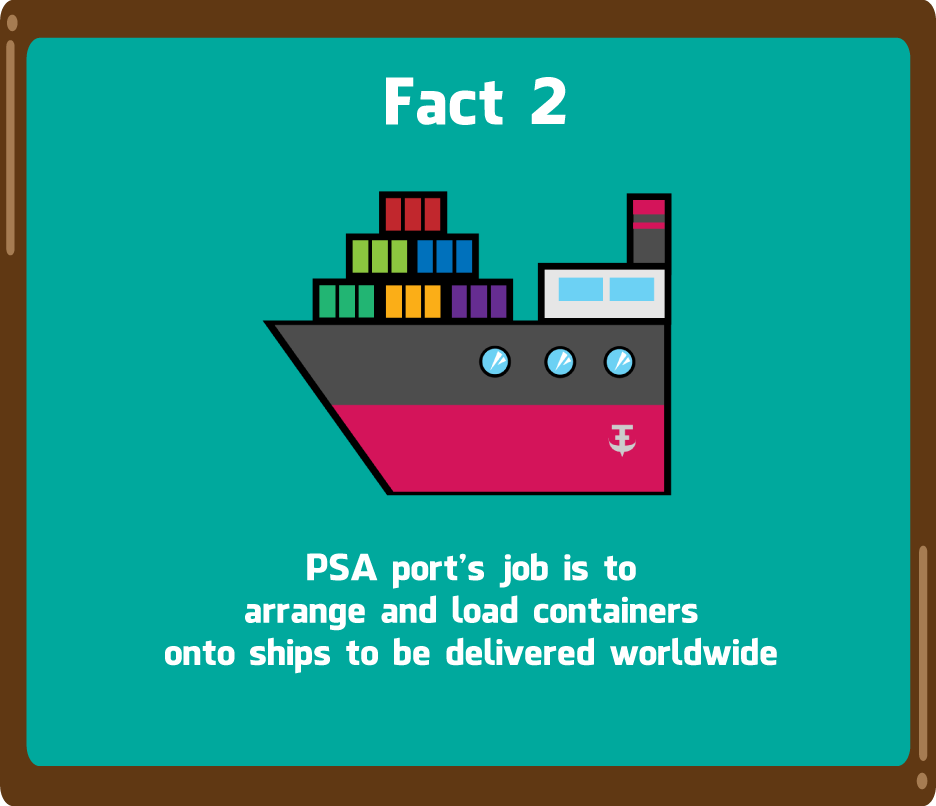 Fact 2
PSA port’s job is to
arrange and load containers
onto ships to be delivered worldwide